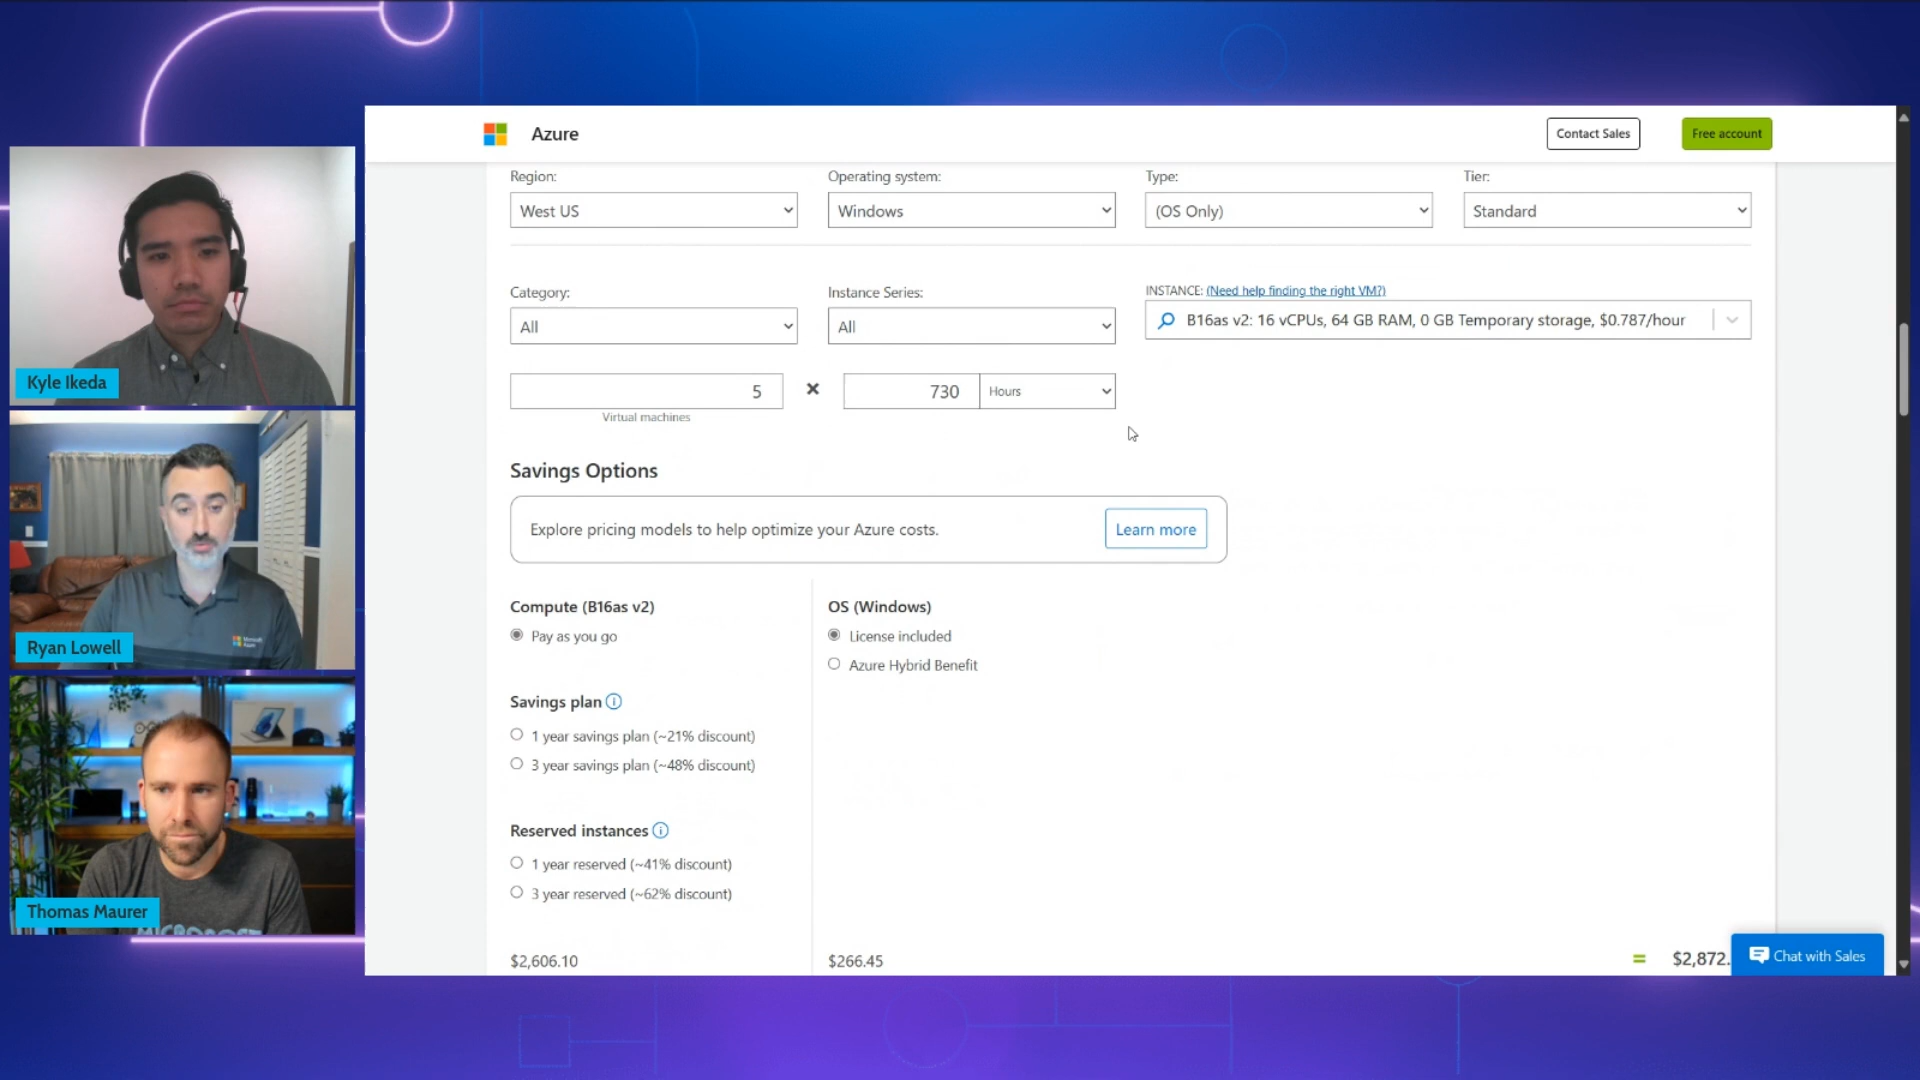 Azure
Contact Sales
Free account
Region:
Operating system:
Type:
Tier:
West US
Windows
(OS Only)
Standard
Category:
Instance Series:
INSTANCE: (Need help finding the right VM?)
All
All
B16as v2: 16 vCPUs, 64 GB RAM, 0 GB Temporary storage, $0.787/hour
5
730
Hours
Virtual machines
Savings Options
Explore pricing models to help optimize your Azure costs.
Learn more
Compute (B16as v2)
OS (Windows)
Pay as you go
License included
Azure Hybrid Benefit
Savings plan
1 year savings plan (~21% discount)
3 year savings plan (~48% discount)
Reserved instances
1 year reserved (~41% discount)
3 year reserved (~62% discount)
$2,606.10
$266.45
= $2,872.
Chat with Sales
Kyle Ikeda
Ryan Lowell
Microsoft
Azure
Thomas Maurer